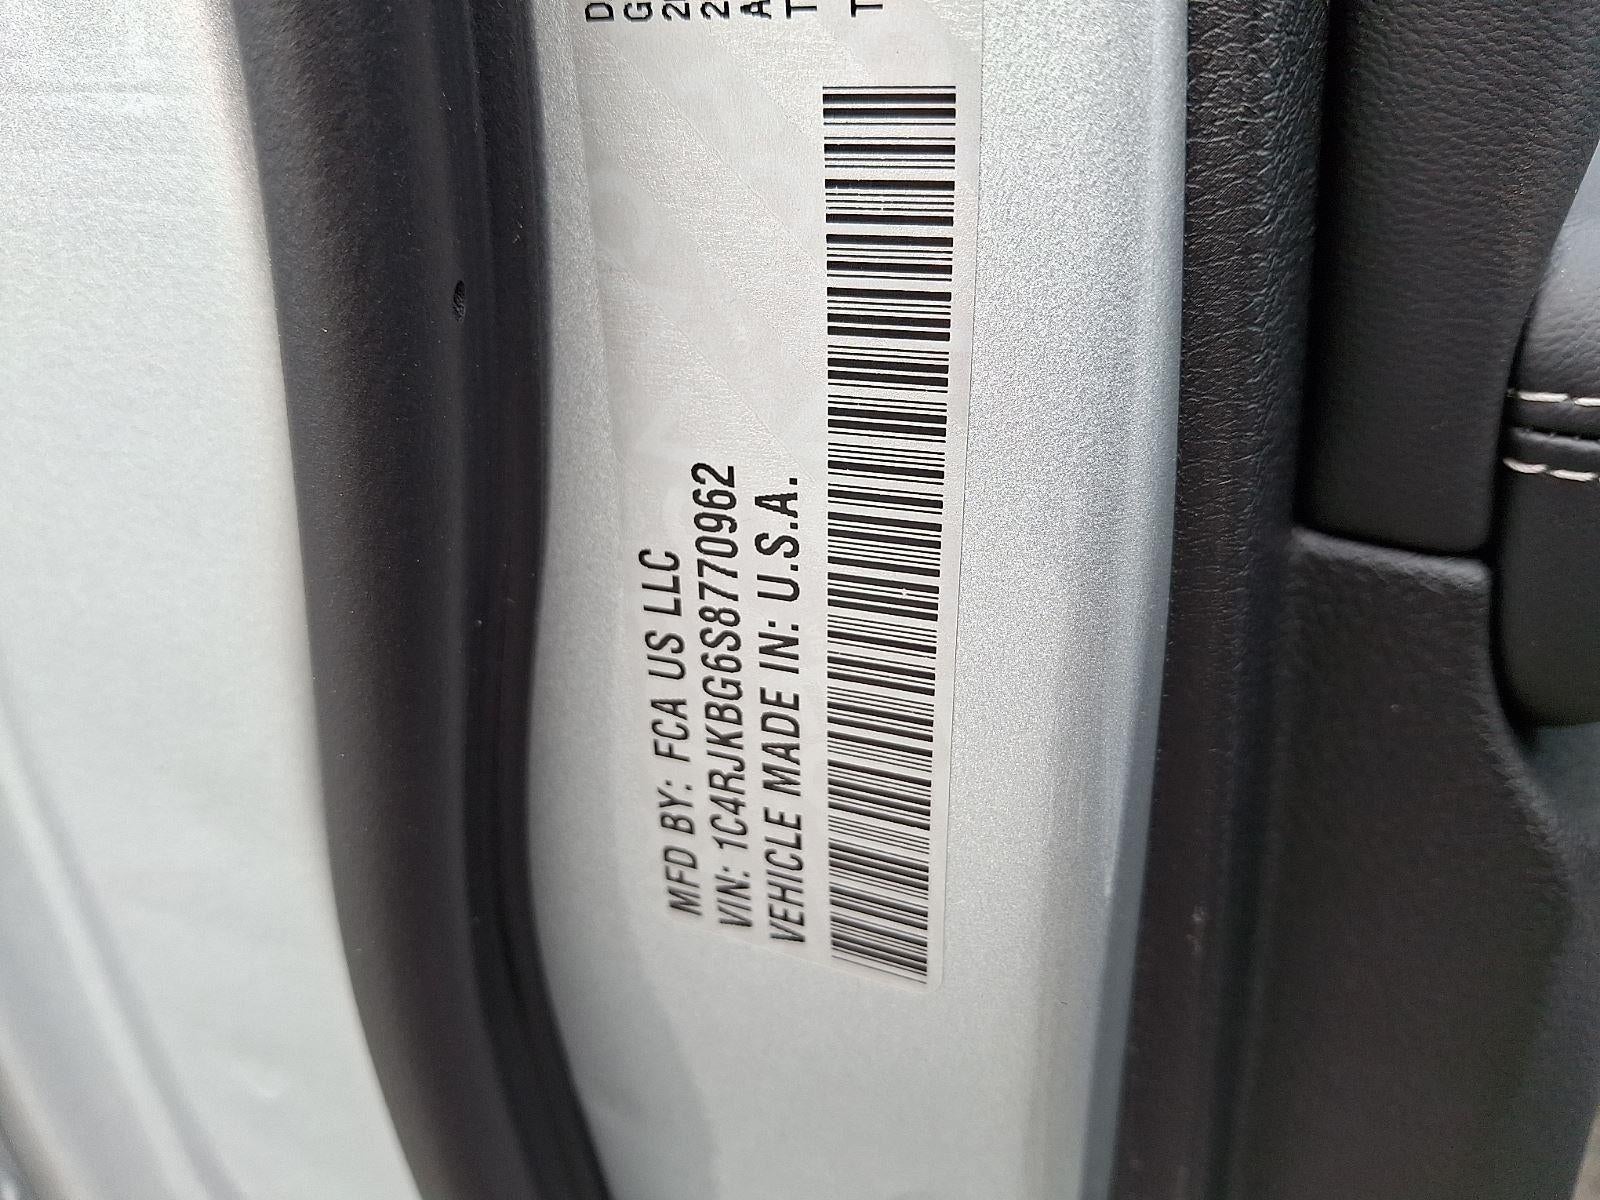 MFD BY: FCA US LLC
VIN: 1C4RJKBG6S8770962
VEHICLE MADE IN: U.S.A.